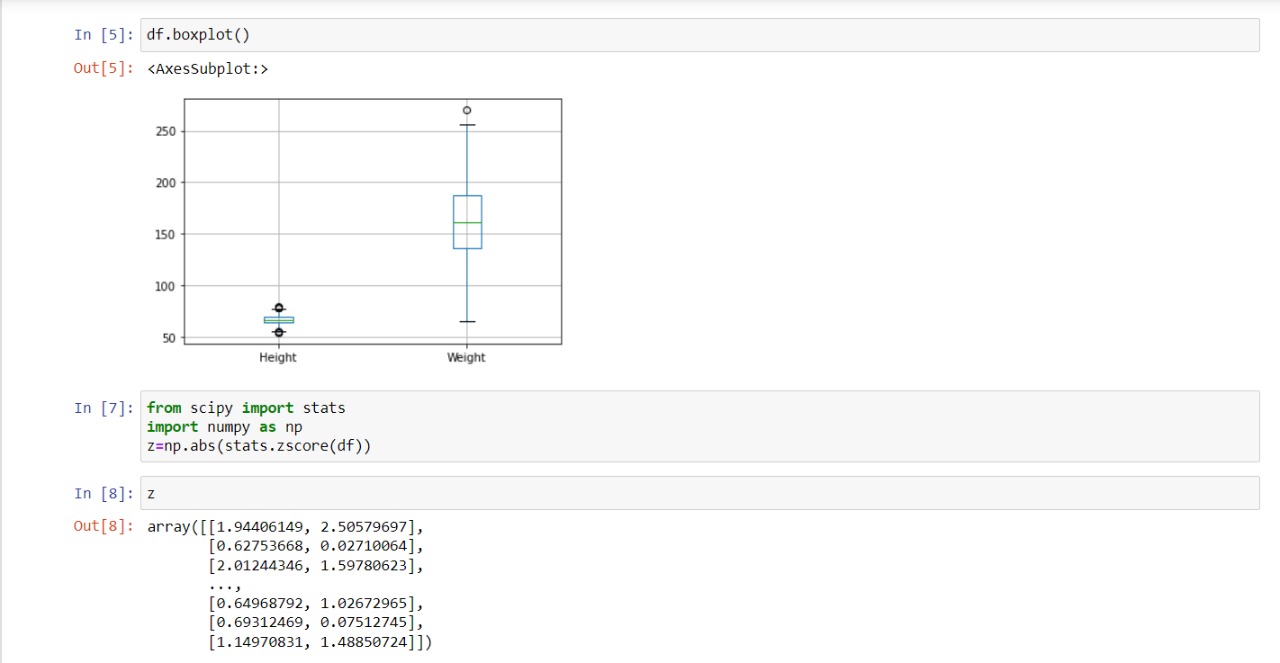 In [5]: df.boxplot()
Out[5]: <AxesSubplot:>
250
200
150
100
50
Height Weight
In [7]: from scipy import stats
import numpy as np
z=np.abs(stats.zscore(df))
In [8]: z
Out[8]: array([[1.94406149, 2.50579697],
[0.62753668, 0.02710064],
[2.01244346, 1.59780623],
...,
[0.64968792, 1.02672965],
[0.69312469, 0.07512745],
[1.14970831, 1.48850724]])